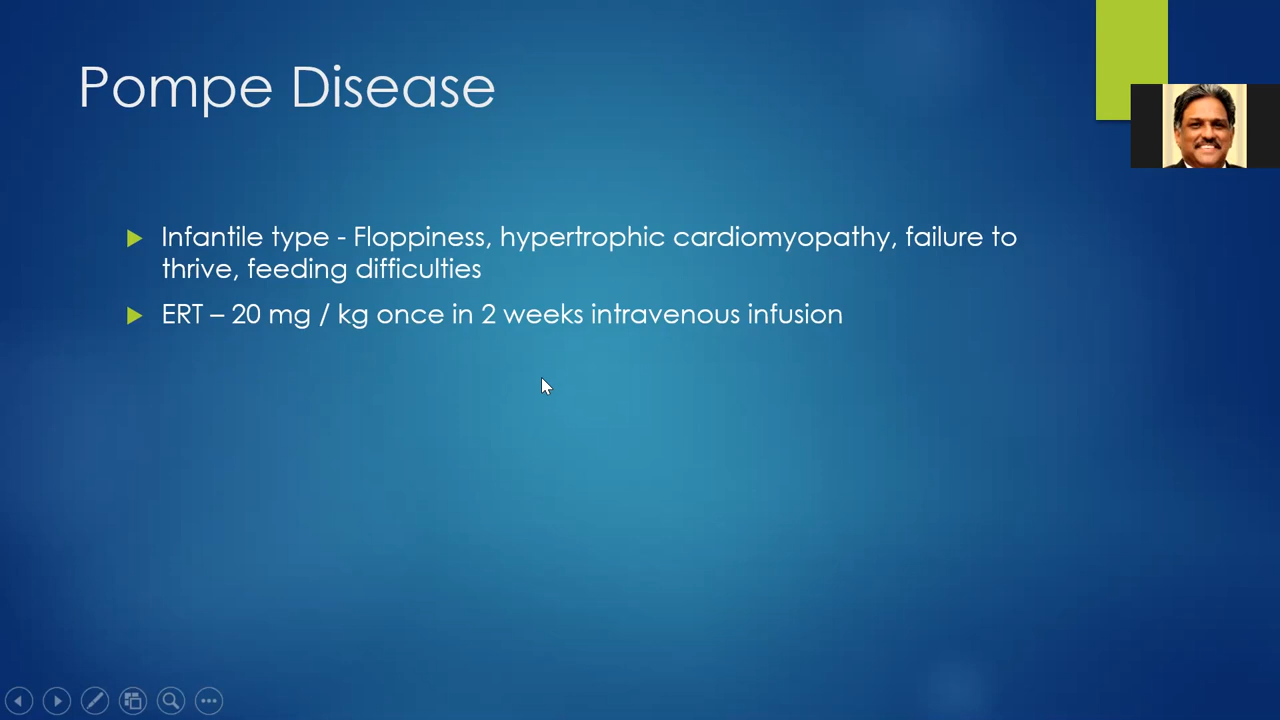 Pompe Disease
Infantile type - Floppiness, hypertrophic cardiomyopathy, failure to
thrive, feeding difficulties
ERT – 20 mg / kg once in 2 weeks intravenous infusion